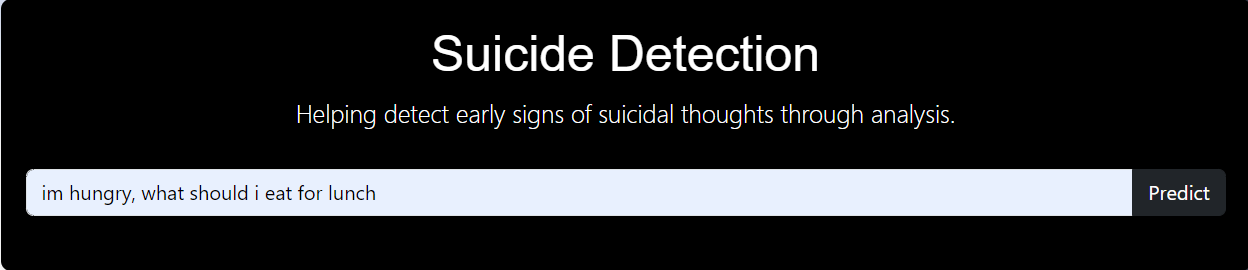 Suicide Detection
Helping detect early signs of suicidal thoughts through analysis.
im hungry, what should i eat for lunch
Predict